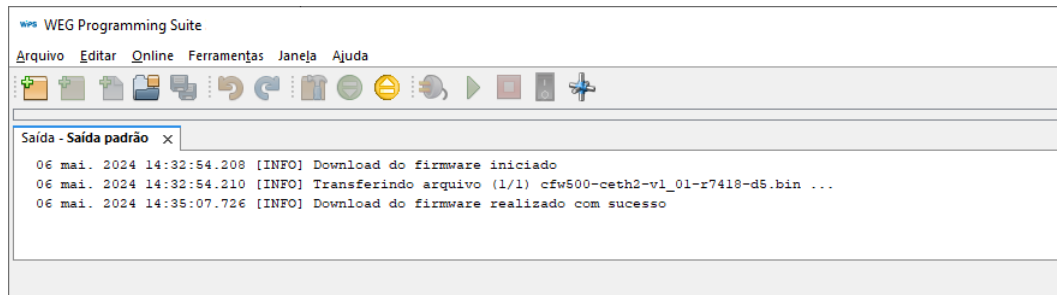 WPS WEG Programming Suite
Arquivo Editar Online Ferramentas Janela Ajuda
Saída - Saída padrão x
06 mai. 2024 14:32:54.208 [INFO] Download do firmware iniciado
06 mai. 2024 14:32:54.210 [INFO] Transferindo arquivo (1/1) cfw500-ceth2-v1_01-r7418-d5.bin ...
06 mai. 2024 14:35:07.726 [INFO] Download do firmware realizado com sucesso